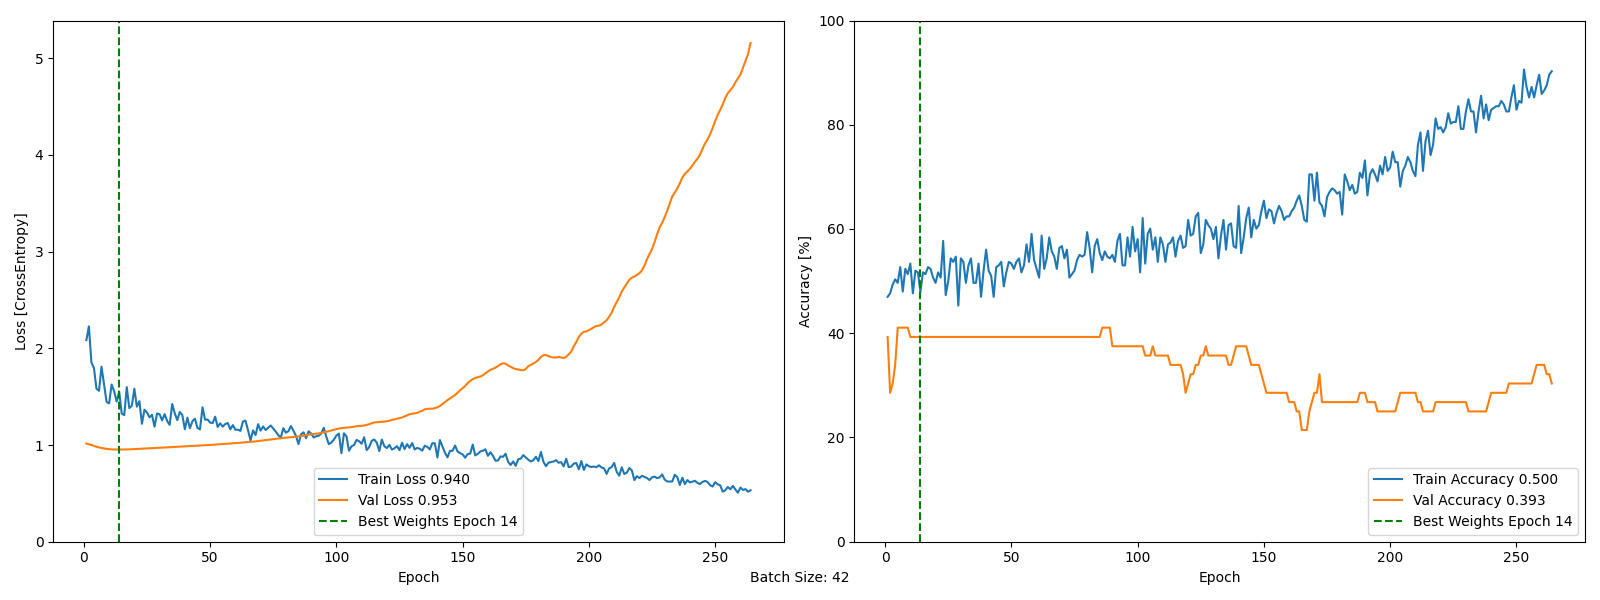 Loss [CrossEntropy]
5
4
3
2
1
0
0 50 100 150 200 250
Epoch
Train Loss 0.940
Val Loss 0.953
Best Weights Epoch 14
Accuracy [%]
100
80
60
40
20
0
0 50 100 150 200 250
Epoch
Train Accuracy 0.500
Val Accuracy 0.393
Best Weights Epoch 14
Batch Size: 42